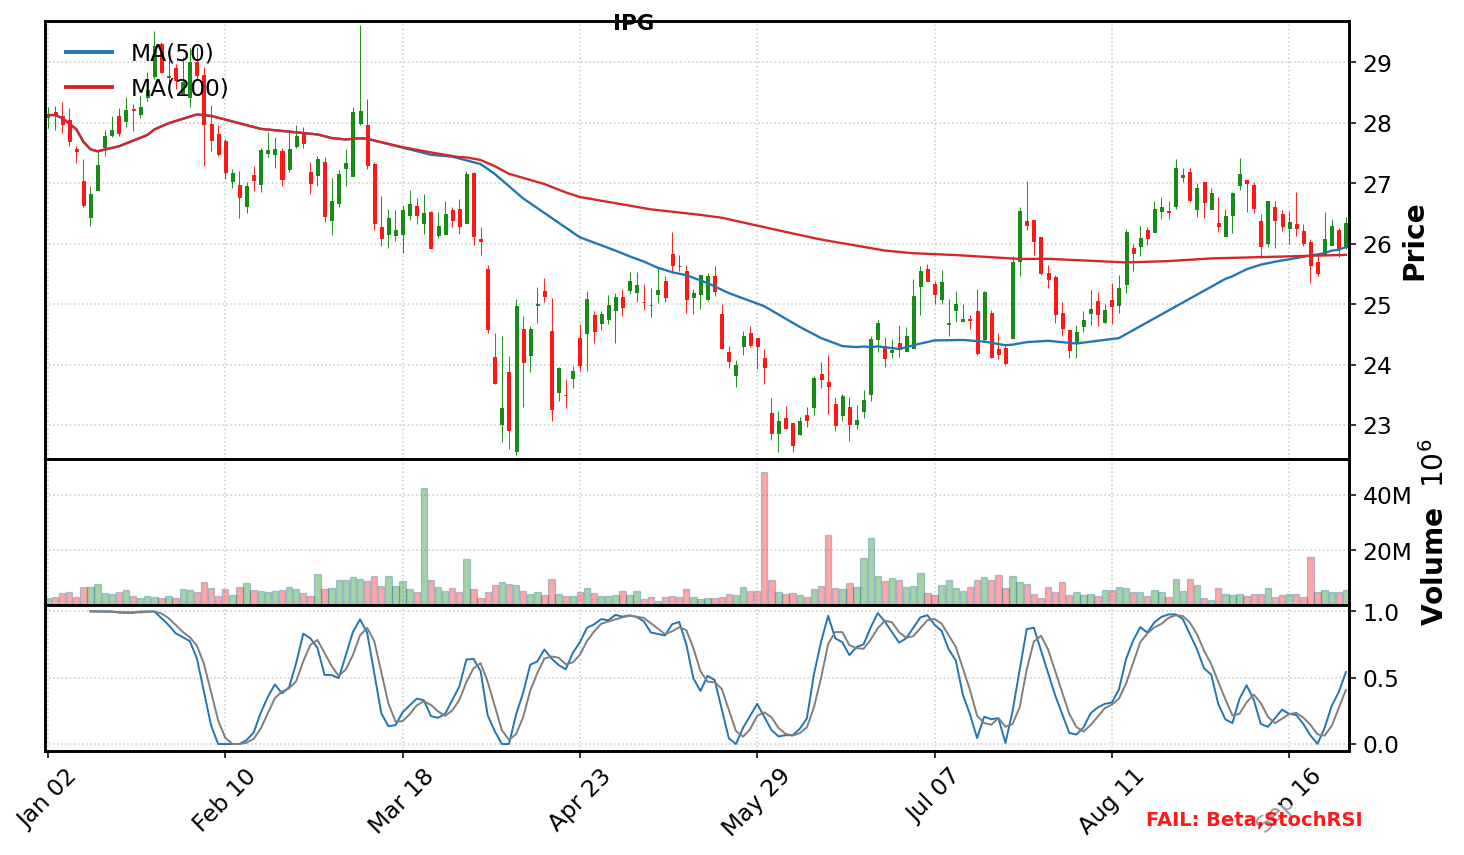 IPG
MA(50)
MA(200)
29
28
27
26
25
24
23
Price
40M
20M
Volume 10^6
1.0
0.5
0.0
Jan 02
Feb 10
Mar 18
Apr 23
May 29
Jul 07
Aug 11
Sep 16
FAIL: Beta,StochRSI